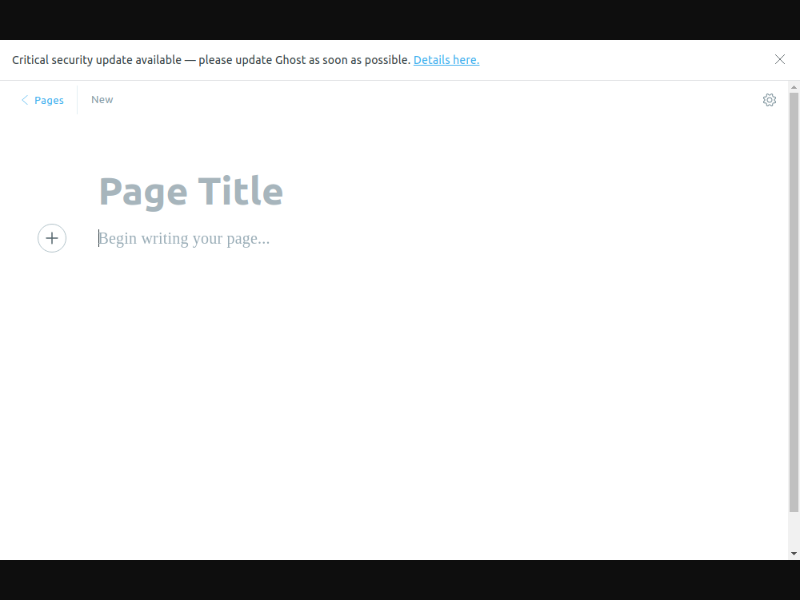 Critical security update available — please update Ghost as soon as possible. Details here.
Pages
New
Page Title
Begin writing your page...